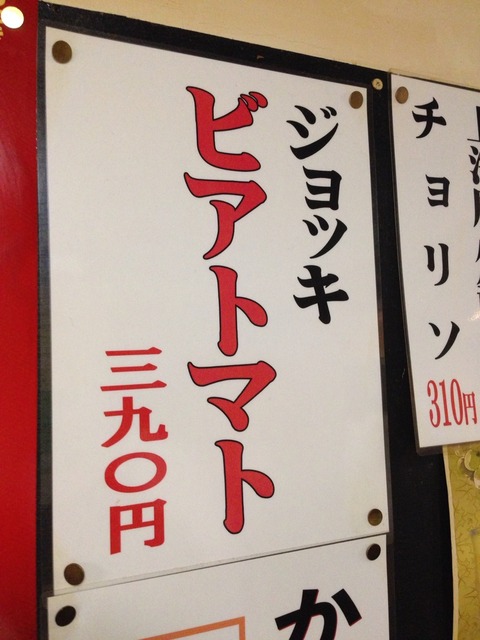 ジョッキ
ビアトマト
三九〇円
チョリソ
310円
か